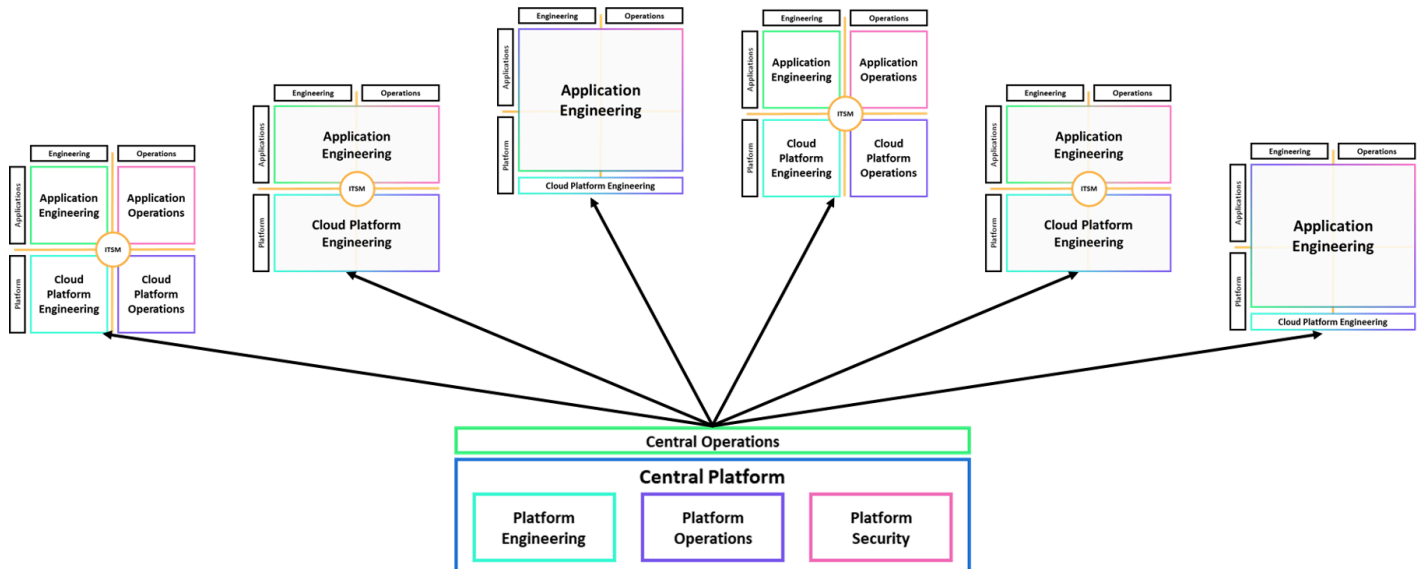 Engineering
Operations
Applications
Platform
Application
Engineering
Application
Operations
ITSM
Cloud
Platform
Engineering
Cloud
Platform
Operations
Engineering
Operations
Applications
Platform
Application
Engineering
ITSM
Cloud Platform
Engineering
Engineering
Operations
Applications
Platform
Application
Engineering
Cloud Platform Engineering
Engineering
Operations
Applications
Platform
Application
Engineering
Application
Operations
ITSM
Cloud
Platform
Engineering
Cloud
Platform
Operations
Engineering
Operations
Applications
Platform
Application
Engineering
ITSM
Cloud Platform
Engineering
Engineering
Operations
Applications
Platform
Application
Engineering
Cloud Platform Engineering
Central Operations
Central Platform
Platform
Engineering
Platform
Operations
Platform
Security